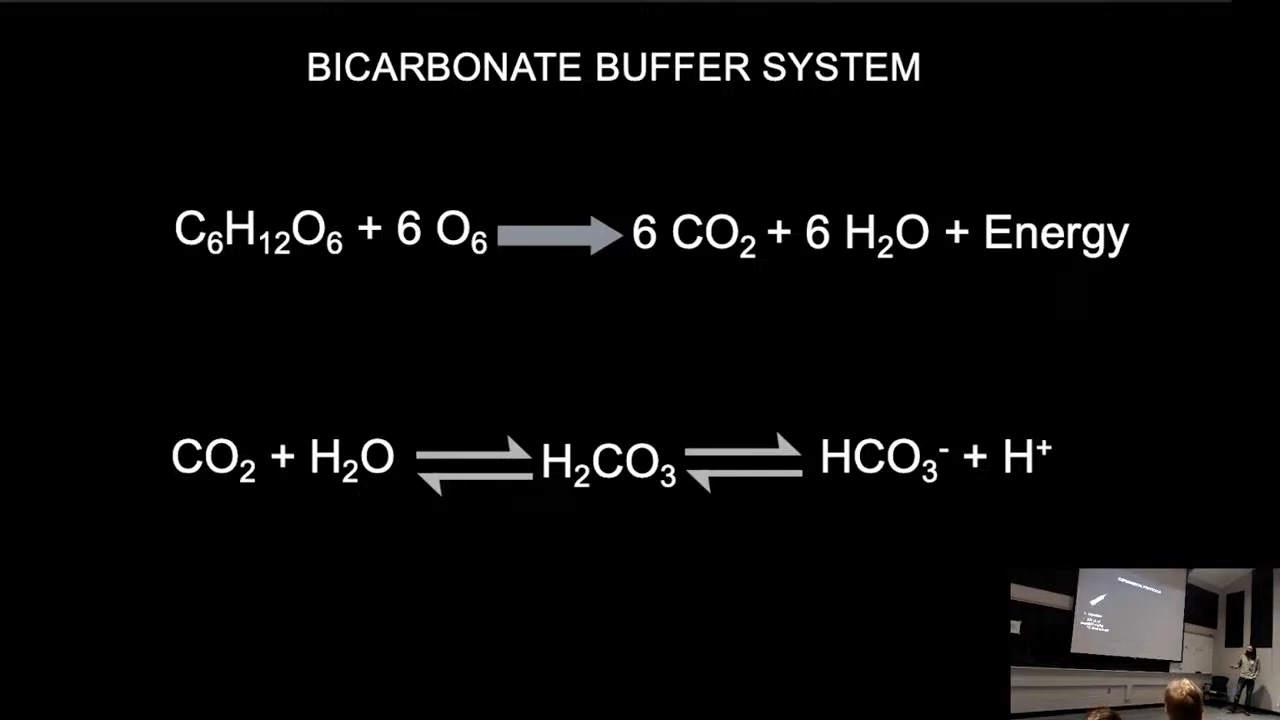 BICARBONATE BUFFER SYSTEM
C₆H₁₂O₆ + 6 O₆ → 6 CO₂ + 6 H₂O + Energy
CO₂ + H₂O ⇌ H₂CO₃ ⇌ HCO₃⁻ + H⁺